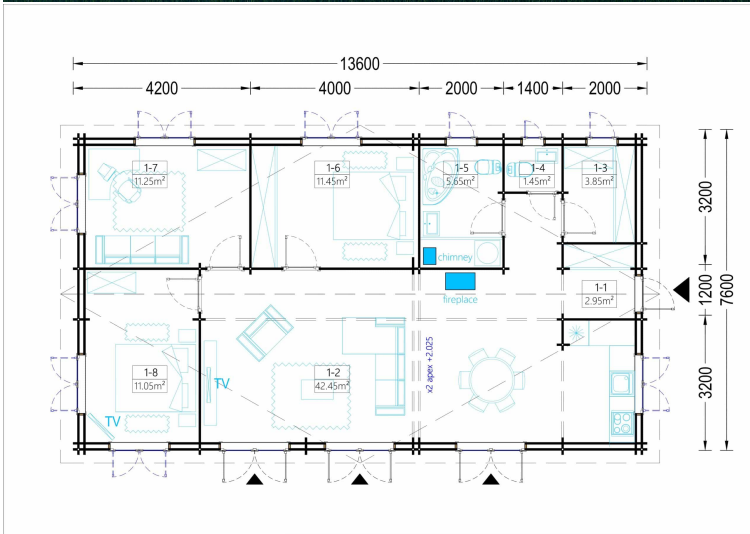 13600
4200 4000 2000 1400 2000
1-7
11.25m²
1-6
11.45m²
1-5
5.65m²
1-4
1.45m²
1-3
3.85m²
3200
chimney
fireplace
1-1
2.95m²
1200
7600
1-8
11.05m²
TV
1-2
42.45m²
x2 apex +2.025
3200
TV